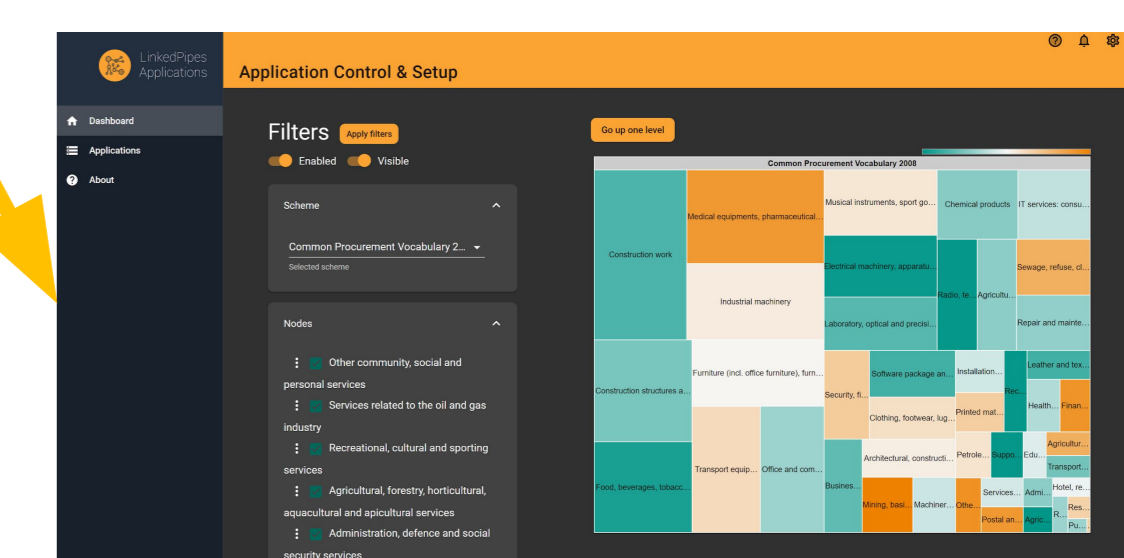 LinkedPipes
Applications
Application Control & Setup
Dashboard
Applications
About
Filters
Apply filters
Enabled
Visible
Scheme
Common Procurement Vocabulary 2...
Selected scheme
Nodes
Other community, social and
personal services
Services related to the oil and gas
industry
Recreational, cultural and sporting
services
Agricultural, forestry, horticultural,
aquacultural and apicultural services
Administration, defence and social
security services
Go up one level
Common Procurement Vocabulary 2008
Construction work
Medical equipments, pharmaceutical...
Musical instruments, sport go...
Chemical products
IT services: consu...
Electrical machinery, apparatu...
Radio, te...
Agricultu...
Sewage, refuse, cl...
Industrial machinery
Laboratory, optical and precisi...
Repair and mainte...
Construction structures a...
Furniture (incl. office furniture), furn...
Security, fi...
Software package an...
Installation...
Rec...
Leather and tex...
Clothing, footwear, lug...
Printed mat...
Health...
Finan...
Food, beverages, tobacc...
Transport equip...
Office and com...
Busines...
Architectural, constructi...
Petrole...
Suppo...
Edu...
Agricultur...
Transport...
Mining, basi...
Machiner...
Othe...
Services...
Admi...
Hotel, re...
Postal an...
Agric...
R...
Res...
Pu...